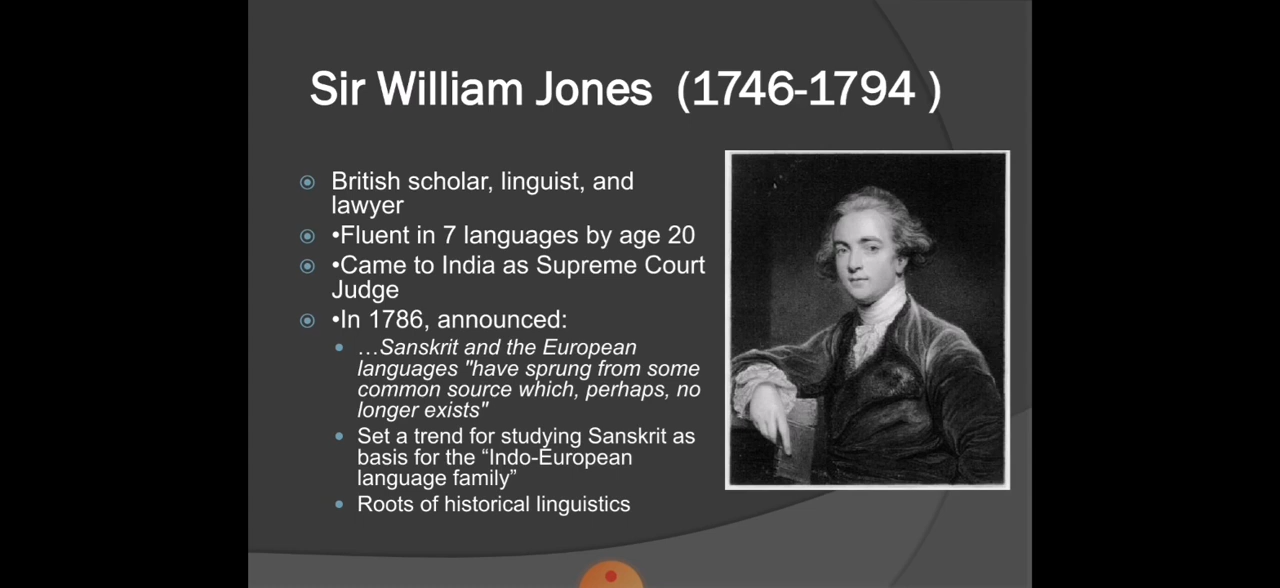 Sir William Jones (1746-1794 )
British scholar, linguist, and
lawyer
•Fluent in 7 languages by age 20
•Came to India as Supreme Court
Judge
•In 1786, announced:
…Sanskrit and the European
languages "have sprung from some
common source which, perhaps, no
longer exists"
Set a trend for studying Sanskrit as
basis for the “Indo-European
language family”
Roots of historical linguistics